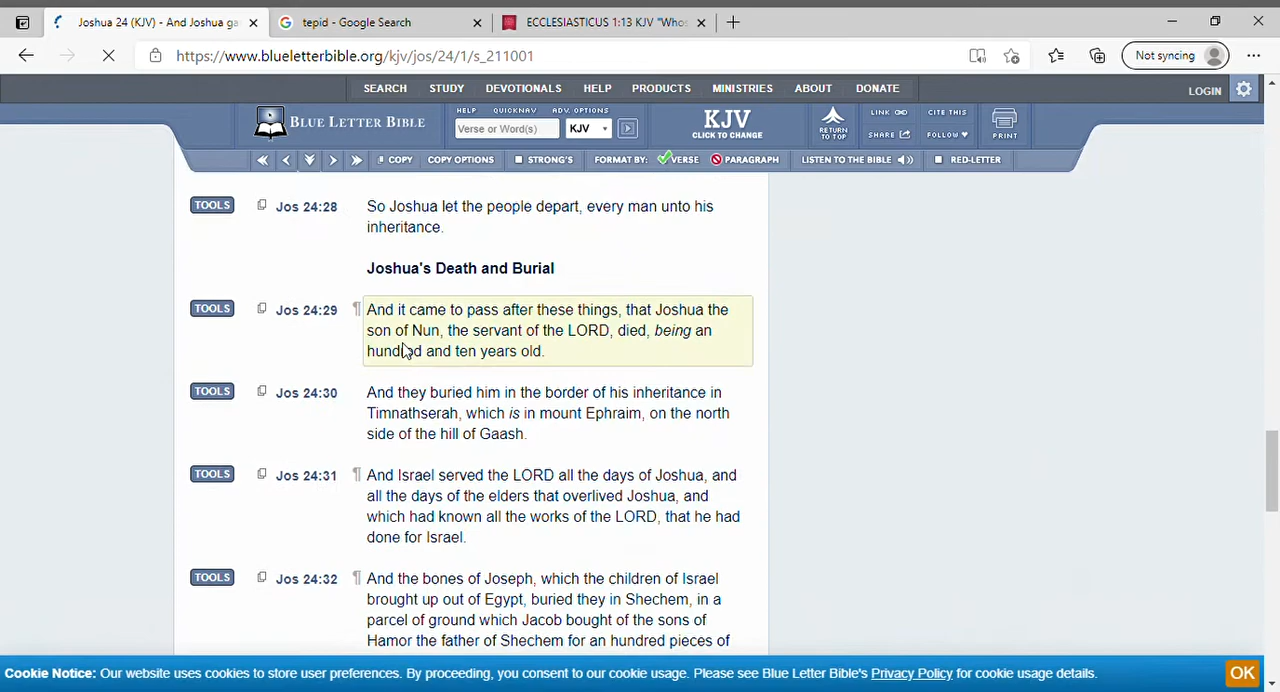 Joshua 24 (KJV) - And Joshua ga
tepid - Google Search
ECCLESIASTICUS 1:13 KJV "Whos
https://www.blueletterbible.org/kjv/jos/24/1/s_211001
Not syncing
SEARCH STUDY DEVOTIONALS HELP PRODUCTS MINISTRIES ABOUT DONATE
LOGIN
BLUE LETTER BIBLE
HELP QUICKNAV ADV. OPTIONS
Verse or Word(s) KJV
KJV
CLICK TO CHANGE
RETURN
TO TOP
LINK CITE THIS
SHARE FOLLOW
PRINT
COPY COPY OPTIONS STRONG'S FORMAT BY: VERSE PARAGRAPH LISTEN TO THE BIBLE RED-LETTER
TOOLS Jos 24:28 So Joshua let the people depart, every man unto his
inheritance.
Joshua's Death and Burial
TOOLS Jos 24:29 ¶ And it came to pass after these things, that Joshua the
son of Nun, the servant of the LORD, died, being an
hundred and ten years old.
TOOLS Jos 24:30 And they buried him in the border of his inheritance in
Timnathserah, which is in mount Ephraim, on the north
side of the hill of Gaash.
TOOLS Jos 24:31 ¶ And Israel served the LORD all the days of Joshua, and
all the days of the elders that overlived Joshua, and
which had known all the works of the LORD, that he had
done for Israel.
TOOLS Jos 24:32 ¶ And the bones of Joseph, which the children of Israel
brought up out of Egypt, buried they in Shechem, in a
parcel of ground which Jacob bought of the sons of
Hamor the father of Shechem for an hundred pieces of
Cookie Notice: Our website uses cookies to store user preferences. By proceeding, you consent to our cookie usage. Please see Blue Letter Bible's Privacy Policy for cookie usage details.
OK